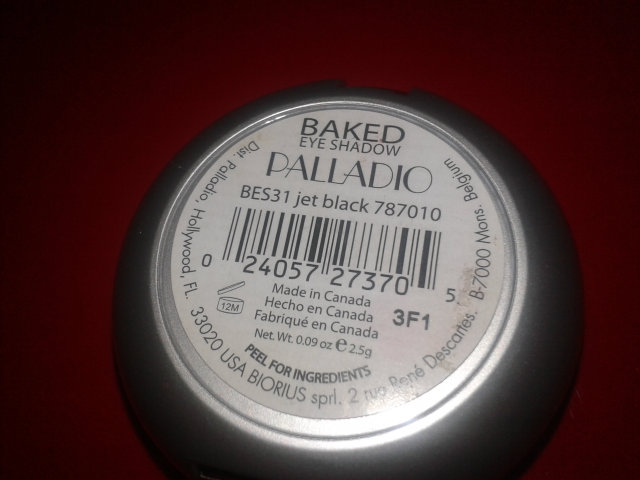 BAKED
EYE SHADOW
PALLADIO
BES31 jet black 787010
0 24057 27370 5
Made in Canada
Hecho en Canada
Fabriqué en Canada
12M
3F1
Net. Wt. 0.09 oz e 2.5g
PEEL FOR INGREDIENTS
Dist. Palladio, Hollywood, FL. 33020 USA BIORIUS sprl. 2 rue René Descartes. B-7000 Mons. Belgium